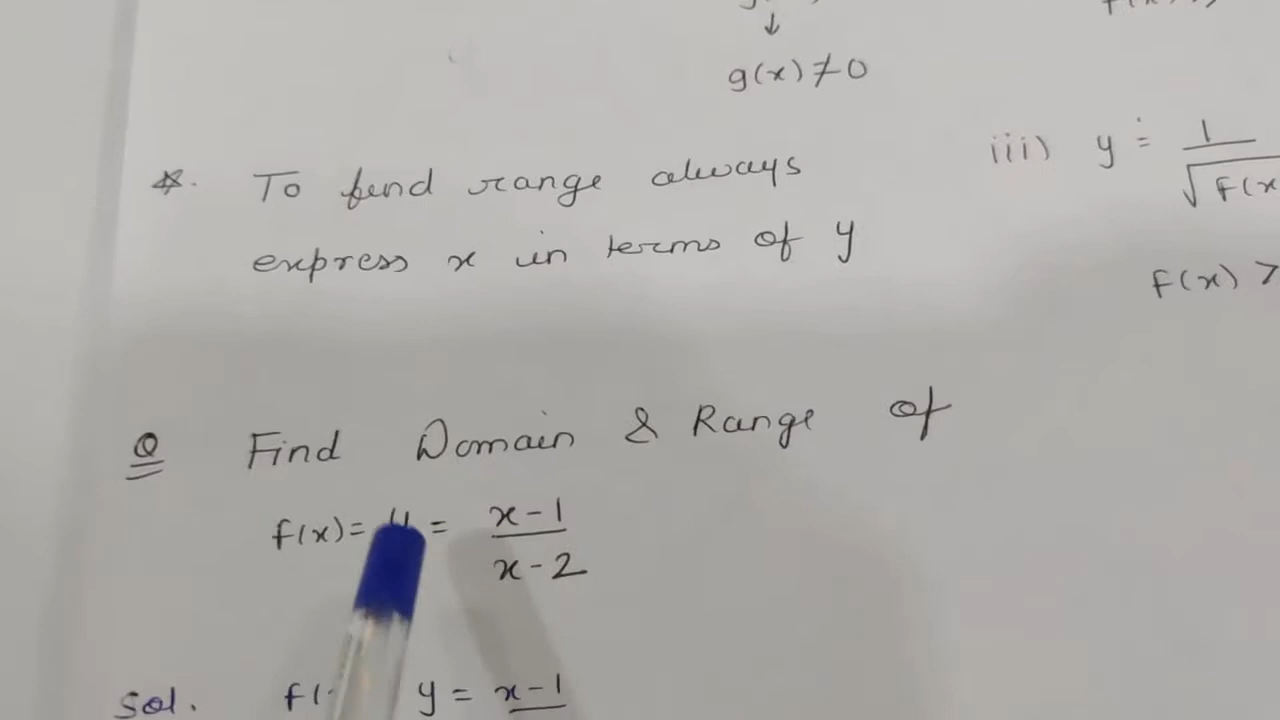 ↓
g(x) ≠ 0
*. To find range always
express x in terms of y
iii) y = 1
√F(x
F(x) >
Q Find Domain & Range of
f(x) = y = x-1
x-2
Sol. f( y = x-1